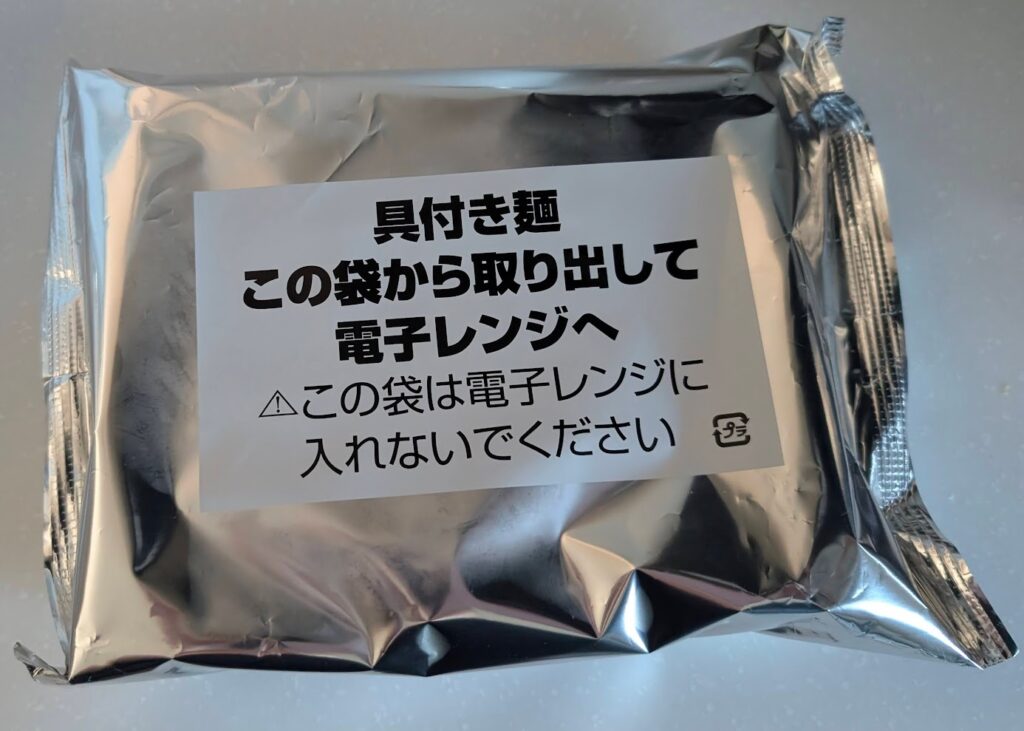 具付き麺
この袋から取り出して
電子レンジへ
⚠この袋は電子レンジに
入れないでください
プラ